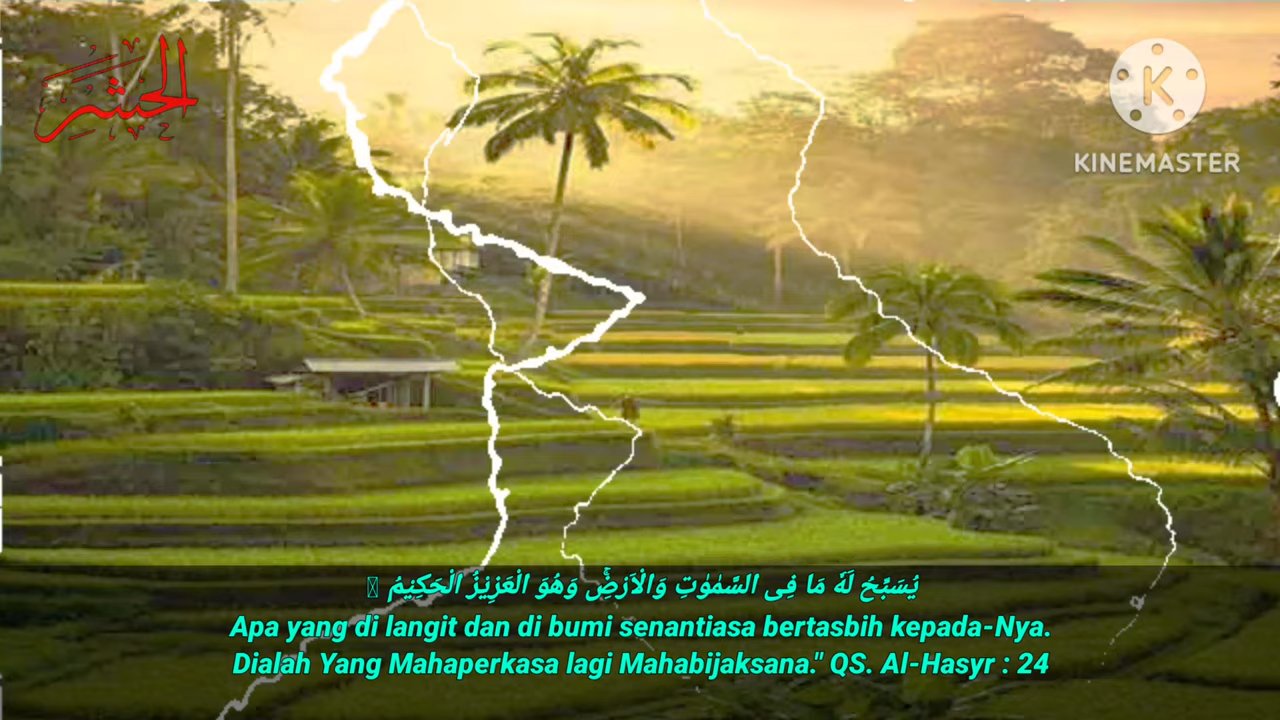 الحشر
K
KINEMASTER
يُسَبِّحُ لَهٗ مَا فِى السَّمٰوٰتِ وَالْاَرْضِۚ وَهُوَ الْعَزِيْزُ الْحَكِيْمُ
Apa yang di langit dan di bumi senantiasa bertasbih kepada-Nya.
Dialah Yang Mahaperkasa lagi Mahabijaksana." QS. Al-Hasyr : 24